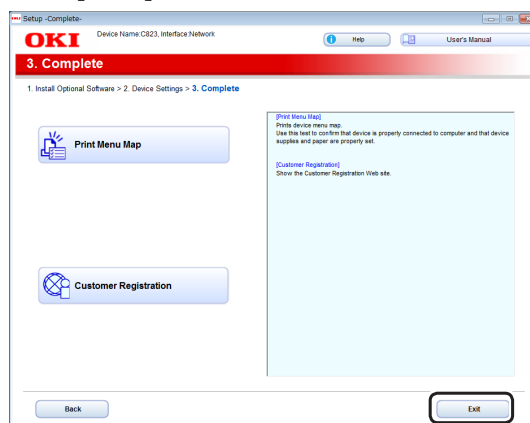 Setup -Complete-
OKI
Device Name:C823, Interface:Network
Help
User's Manual
3. Complete
1. Install Optional Software > 2. Device Settings > 3. Complete
Print Menu Map
[Print Menu Map]
Prints device menu map.
Use this test to confirm that device is properly connected to computer and that device
supplies and paper are properly set.
[Customer Registration]
Show the Customer Registration Web site.
Customer Registration
Back
Exit